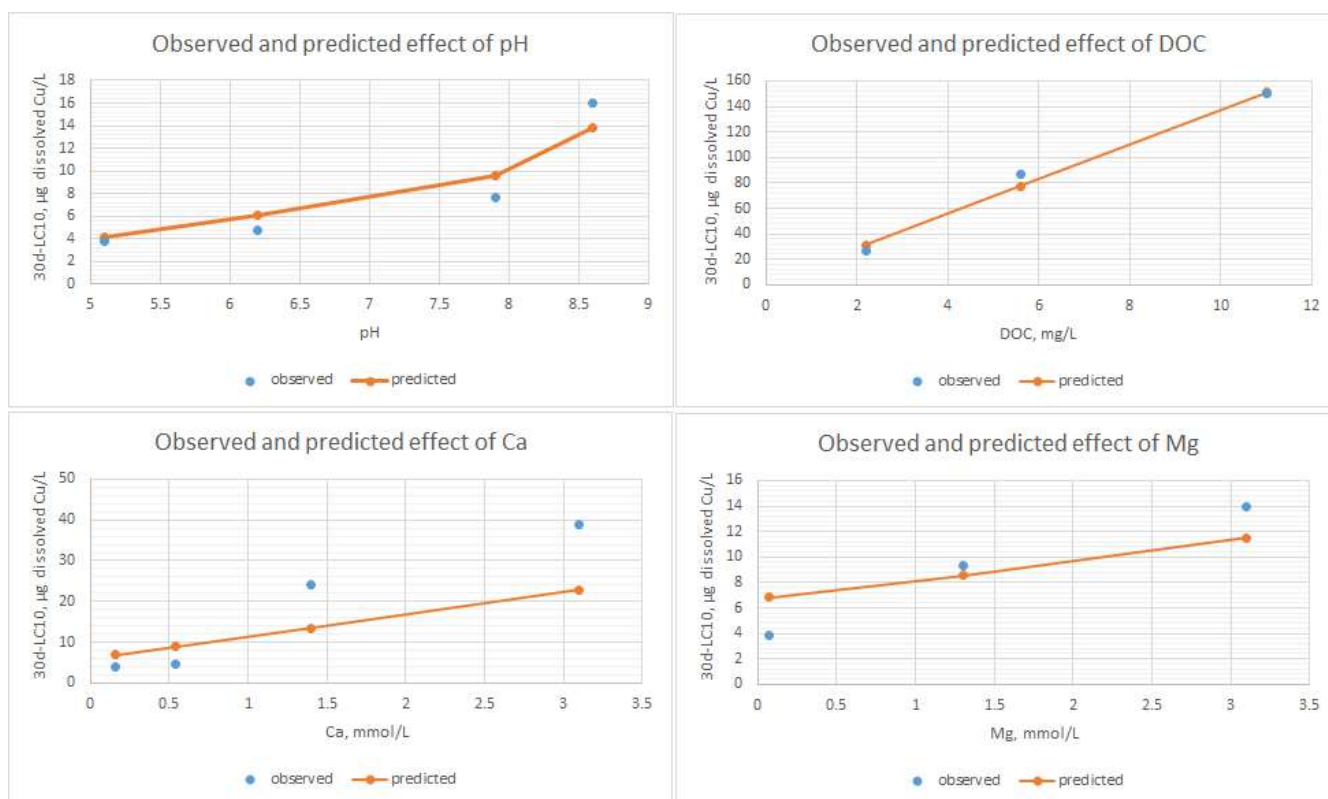 Observed and predicted effect of pH
30d-LC10, µg dissolved Cu/L
18
16
14
12
10
8
6
4
2
0
5 5.5 6 6.5 7 7.5 8 8.5 9
pH
observed predicted
Observed and predicted effect of DOC
30d-LC10, µg dissolved Cu/L
160
140
120
100
80
60
40
20
0
0 2 4 6 8 10 12
DOC, mg/L
observed predicted
Observed and predicted effect of Ca
30d-LC10, µg dissolved Cu/L
50
40
30
20
10
0
0 0.5 1 1.5 2 2.5 3 3.5
Ca, mmol/L
observed predicted
Observed and predicted effect of Mg
30d-LC10, µg dissolved Cu/L
16
14
12
10
8
6
4
2
0
0 0.5 1 1.5 2 2.5 3 3.5
Mg, mmol/L
observed predicted